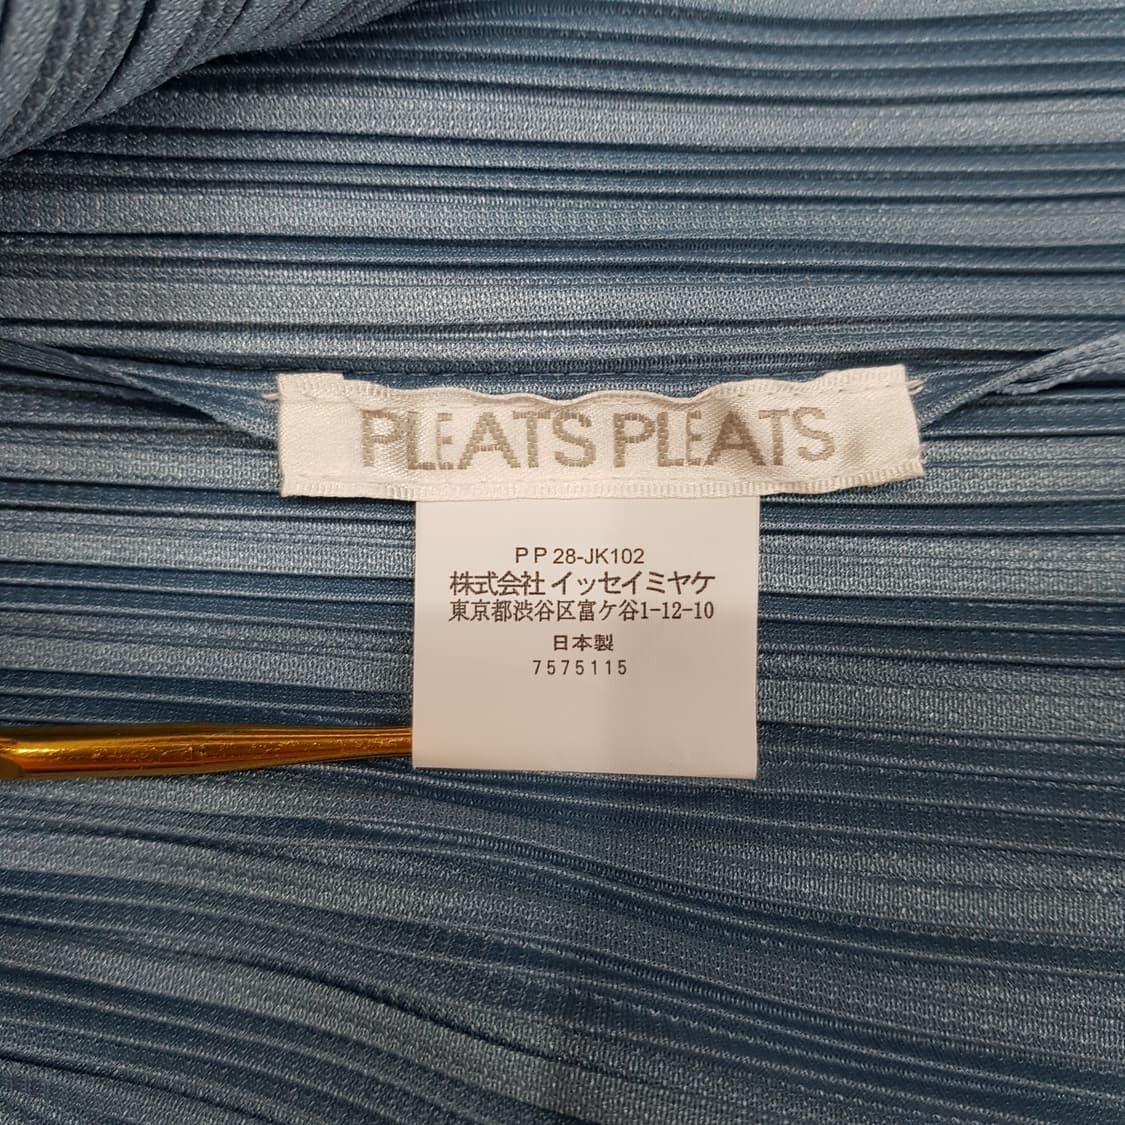 PLEATS PLEATS
PP28-JK102
株式会社 イッセイミヤケ
東京都渋谷区富ケ谷1-12-10
日本製
7575115